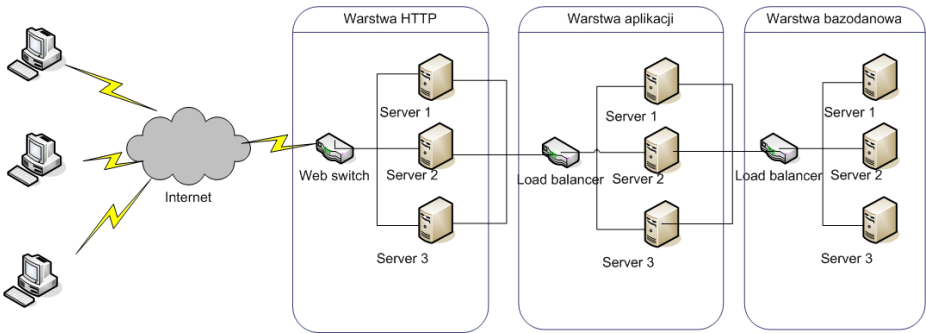 Warstwa HTTP
Warstwa aplikacji
Warstwa bazodanowa
Internet
Web switch
Server 1
Server 2
Server 3
Load balancer
Server 1
Server 2
Server 3
Load balancer
Server 1
Server 2
Server 3